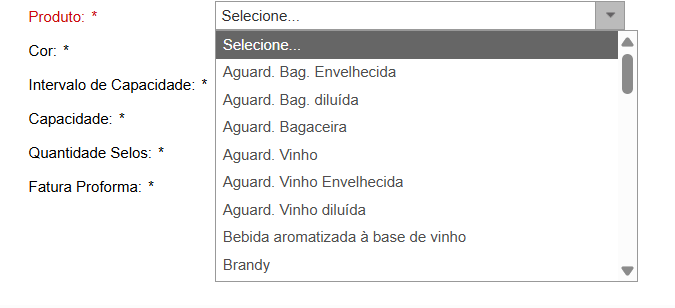 Produto: *
Selecione...
Cor: *
Intervalo de Capacidade: *
Capacidade: *
Quantidade Selos: *
Fatura Proforma: *
Selecione...
Aguard. Bag. Envelhecida
Aguard. Bag. diluída
Aguard. Bagaceira
Aguard. Vinho
Aguard. Vinho Envelhecida
Aguard. Vinho diluída
Bebida aromatizada à base de vinho
Brandy